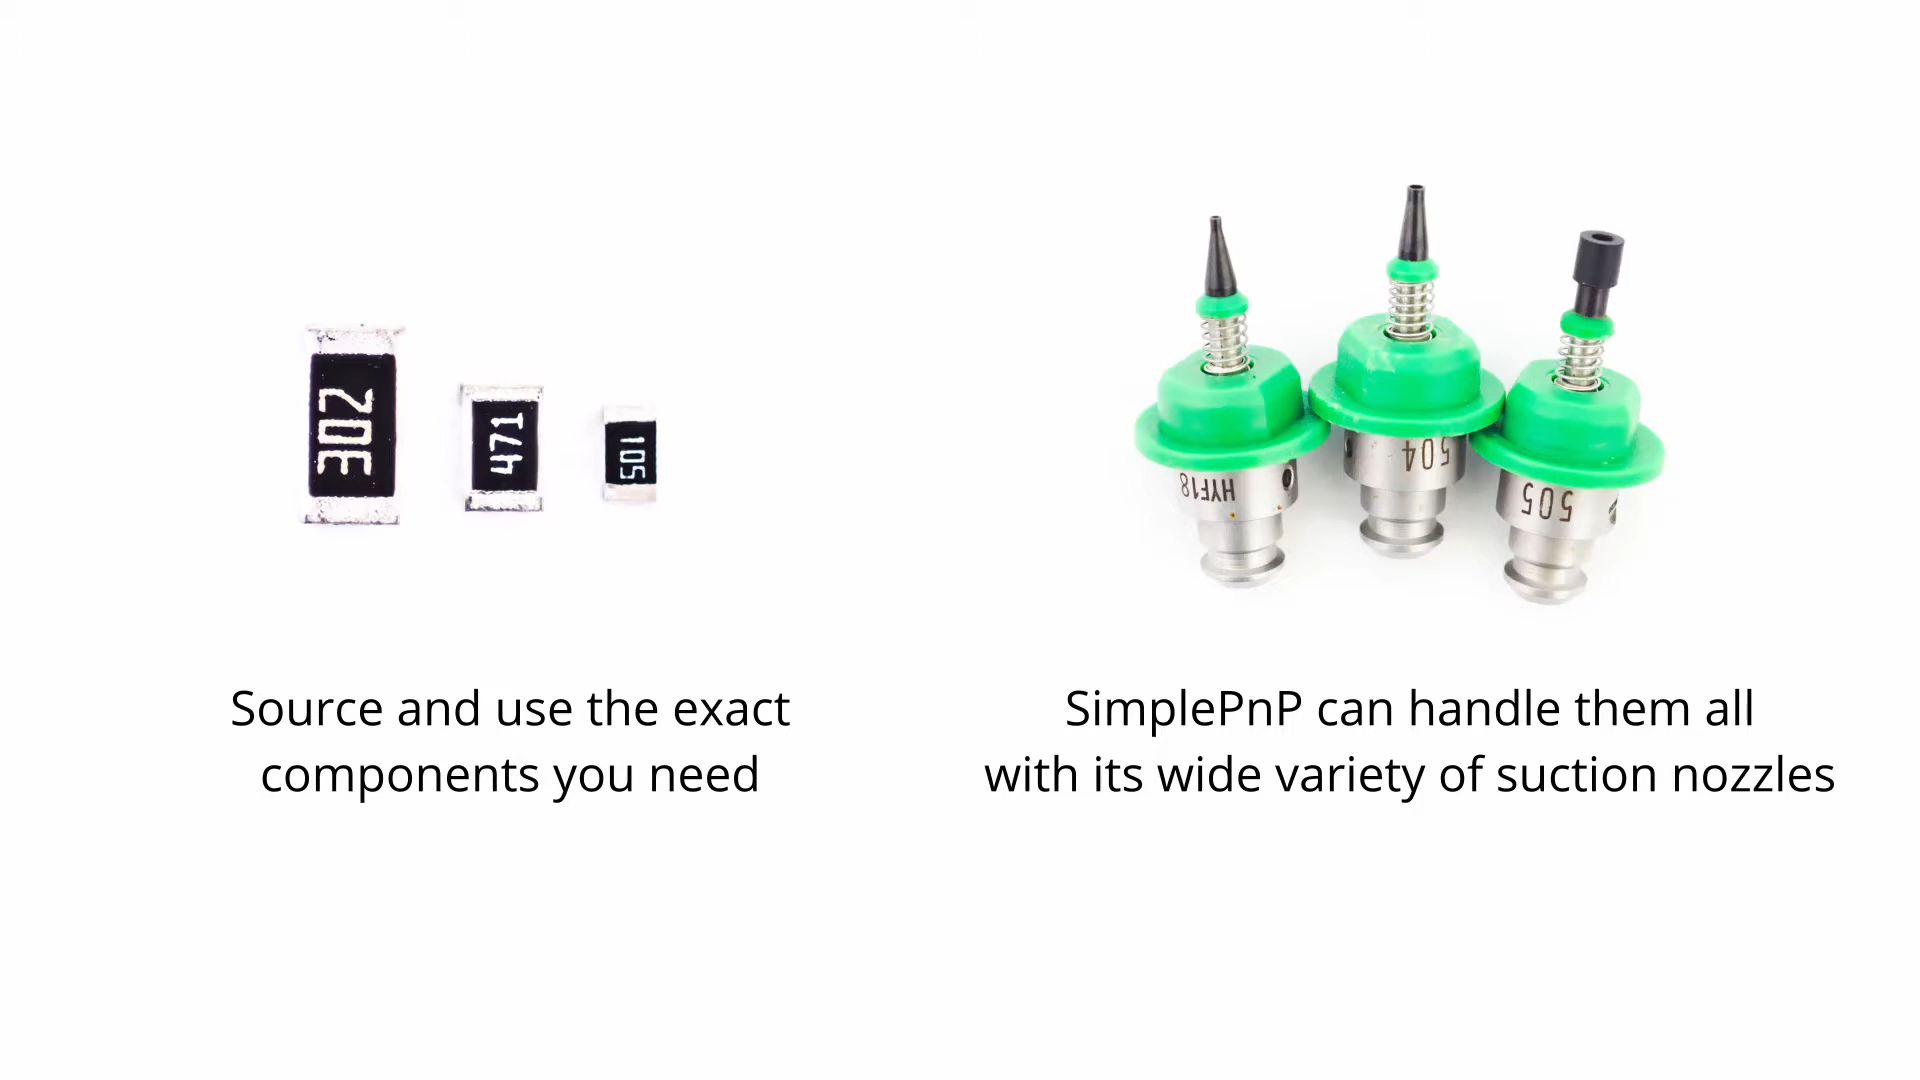 302
471
105
HYF18
504
505
Source and use the exact
components you need
SimplePnP can handle them all
with its wide variety of suction nozzles